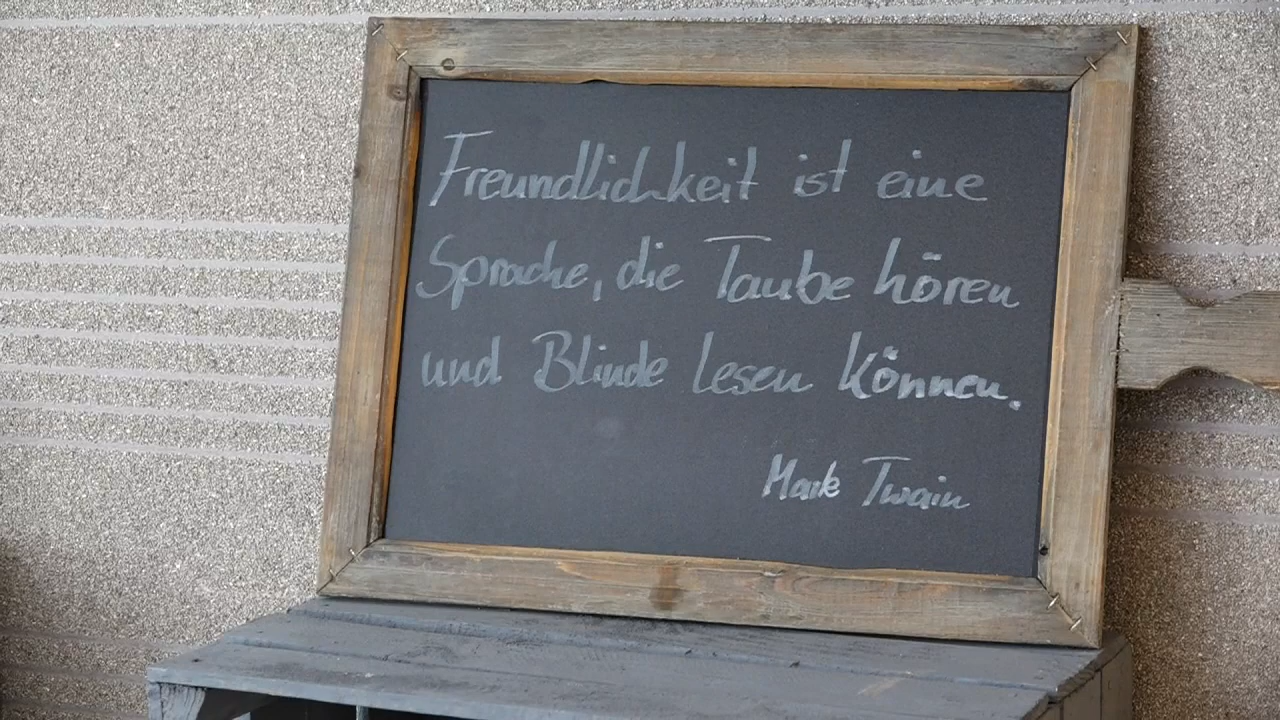 Freundlichkeit ist eine
Sprache, die Taube hören
und Blinde lesen können.
Mark Twain